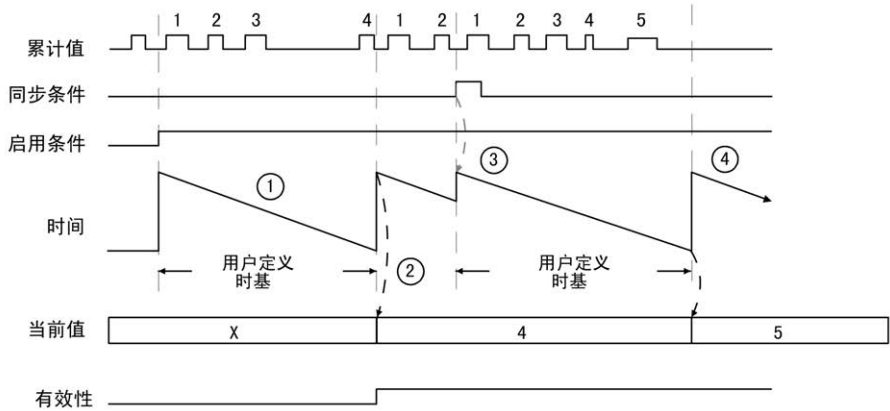 1 2 3 4 1 2 1 2 3 4 5
累计值
同步条件
启用条件
① ③ ④
时间
用户定义 用户定义
时基 ② 时基
当前值 X 4 5
有效性